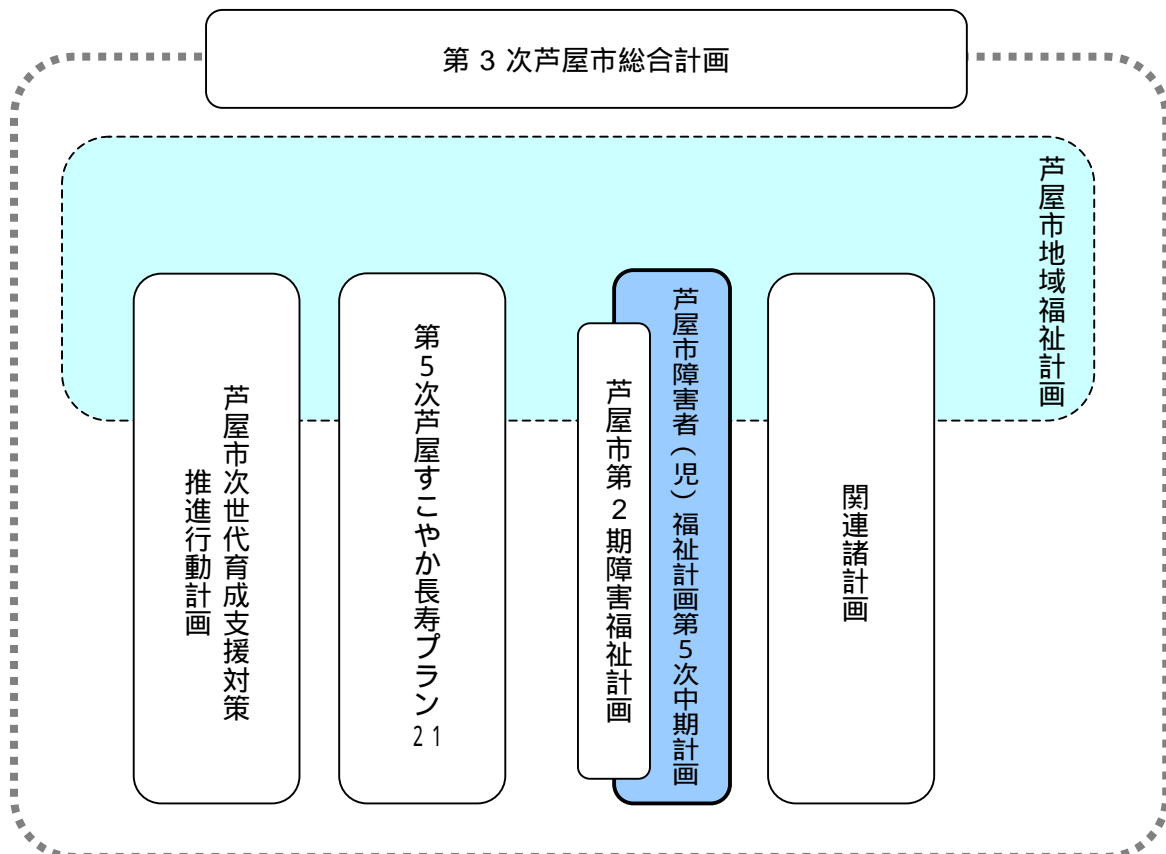 第3次芦屋市総合計画
芦屋市地域福祉計画
芦屋市次世代育成支援対策
推進行動計画
第5次芦屋すこやか長寿プラン21
芦屋市第2期障害福祉計画
芦屋市障害者(児)福祉計画第5次中期計画
関連諸計画